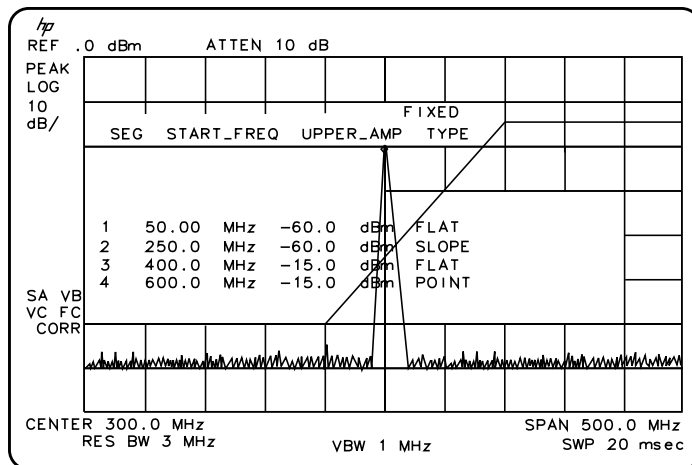 hp
REF .0 dBm ATTEN 10 dB
PEAK
LOG
10
dB/
FIXED
SEG START_FREQ UPPER_AMP TYPE
1 50.00 MHz -60.0 dBm FLAT
2 250.0 MHz -60.0 dBm SLOPE
3 400.0 MHz -15.0 dBm FLAT
4 600.0 MHz -15.0 dBm POINT
SA VB
VC FC
CORR
CENTER 300.0 MHz SPAN 500.0 MHz
RES BW 3 MHz VBW 1 MHz SWP 20 msec